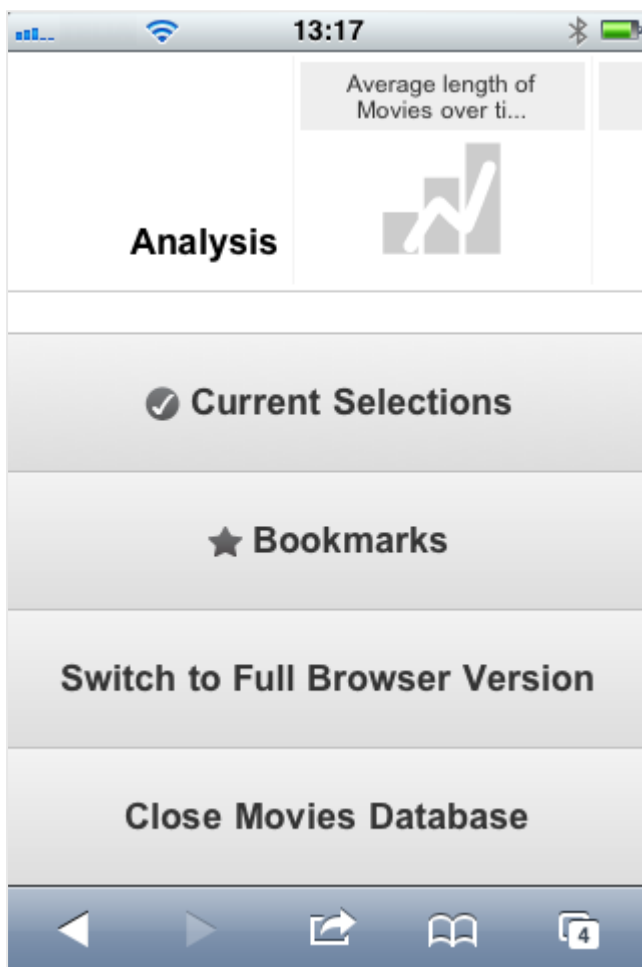 13:17
Average length of
Movies over ti...
Analysis
Current Selections
Bookmarks
Switch to Full Browser Version
Close Movies Database
4